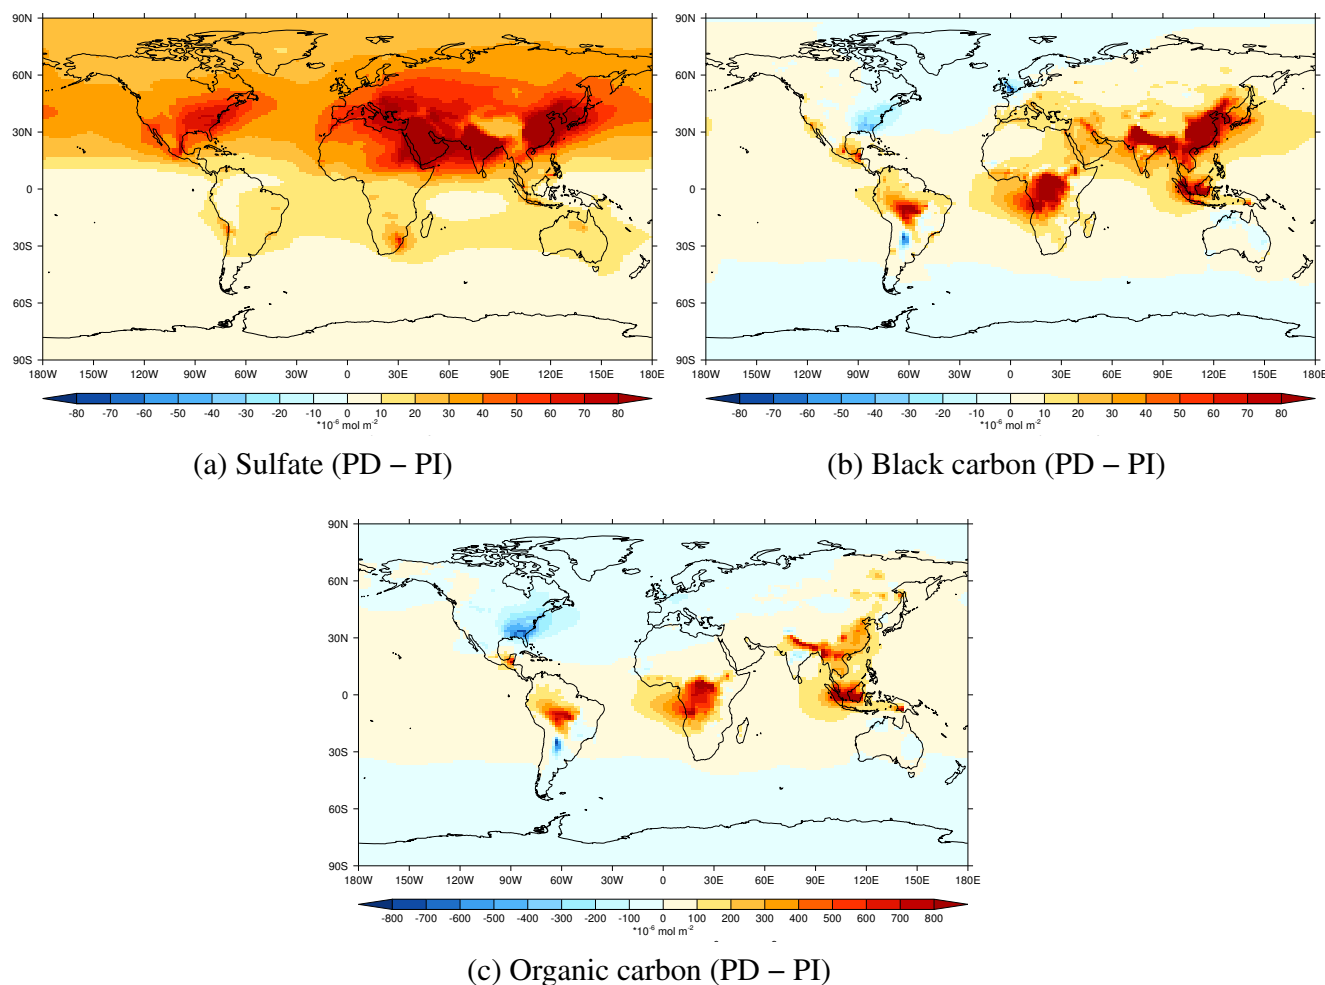 90N
60N
30N
0
30S
60S
90S
180W 150W 120W 90W 60W 30W 0 30E 60E 90E 120E 150E 180E
-80 -70 -60 -50 -40 -30 -20 -10 0 10 20 30 40 50 60 70 80
*10⁻⁶ mol m⁻²
(a) Sulfate (PD − PI)
90N
60N
30N
0
30S
60S
90S
180W 150W 120W 90W 60W 30W 0 30E 60E 90E 120E 150E 180E
-80 -70 -60 -50 -40 -30 -20 -10 0 10 20 30 40 50 60 70 80
*10⁻⁶ mol m⁻²
(b) Black carbon (PD − PI)
90N
60N
30N
0
30S
60S
90S
180W 150W 120W 90W 60W 30W 0 30E 60E 90E 120E 150E 180E
-800 -700 -600 -500 -400 -300 -200 -100 0 100 200 300 400 500 600 700 800
*10⁻⁶ mol m⁻²
(c) Organic carbon (PD − PI)